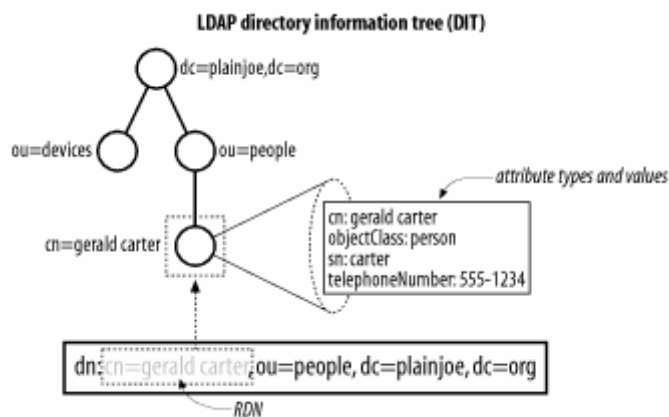 LDAP directory information tree (DIT)
dc=plainjoe,dc=org
ou=devices
ou=people
attribute types and values
cn: gerald carter
objectClass: person
sn: carter
telephoneNumber: 555-1234
cn=gerald carter
dn: cn=gerald carter, ou=people, dc=plainjoe, dc=org
RDN